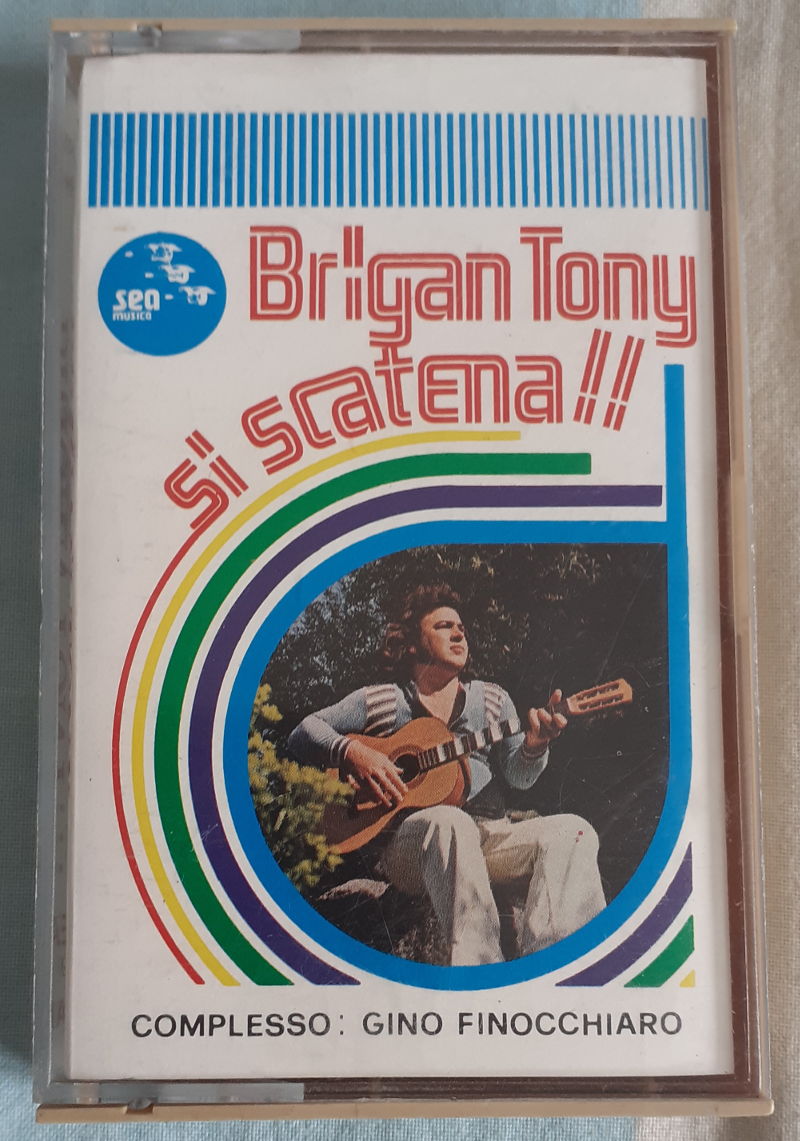 sea
musica
Brigan Tony
si scatena!!
COMPLESSO: GINO FINOCCHIARO